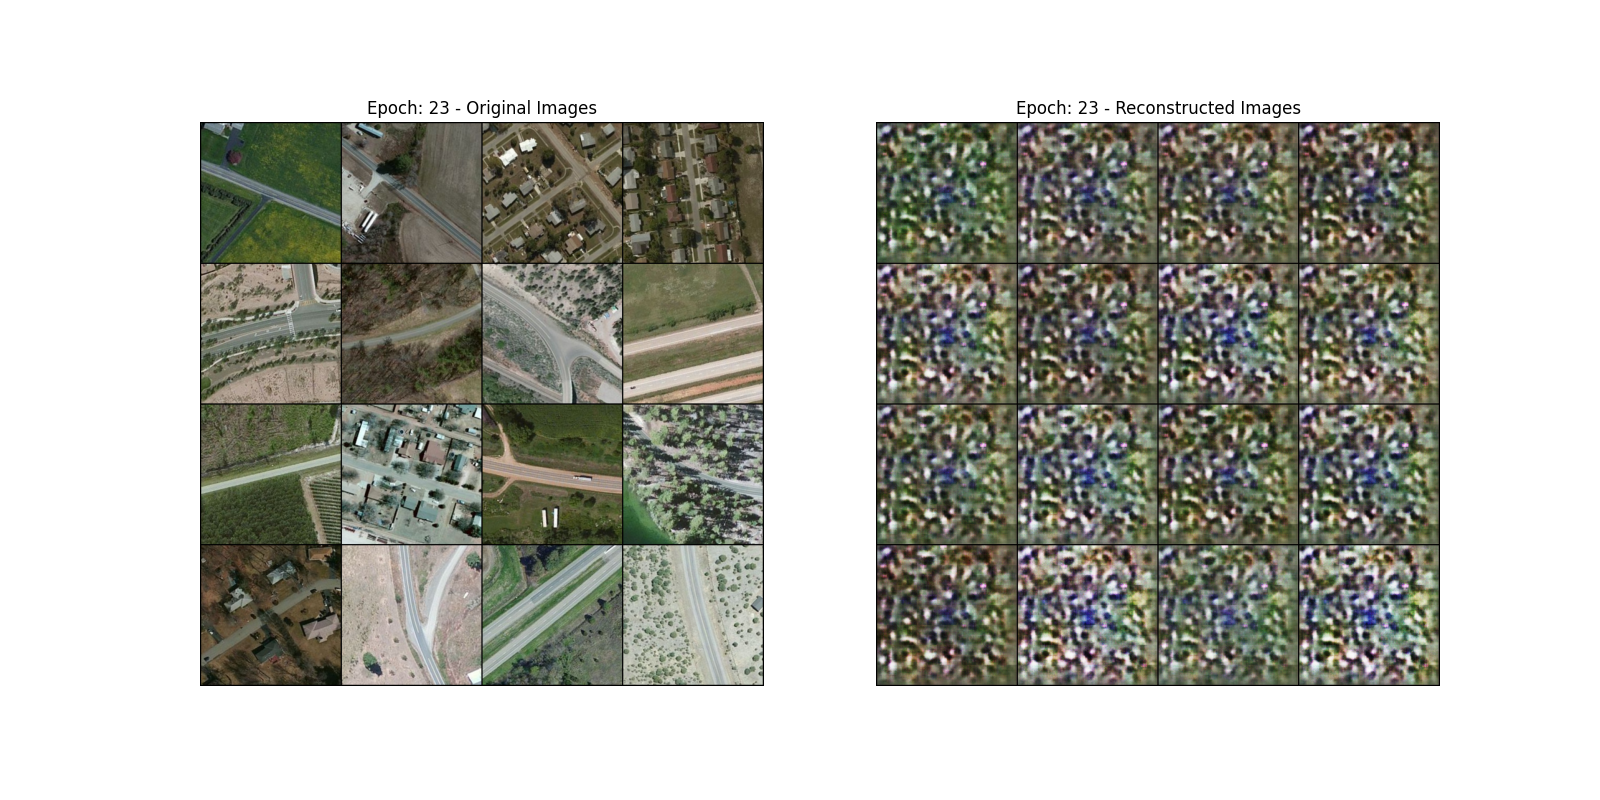 Epoch: 23 - Original Images
Epoch: 23 - Reconstructed Images